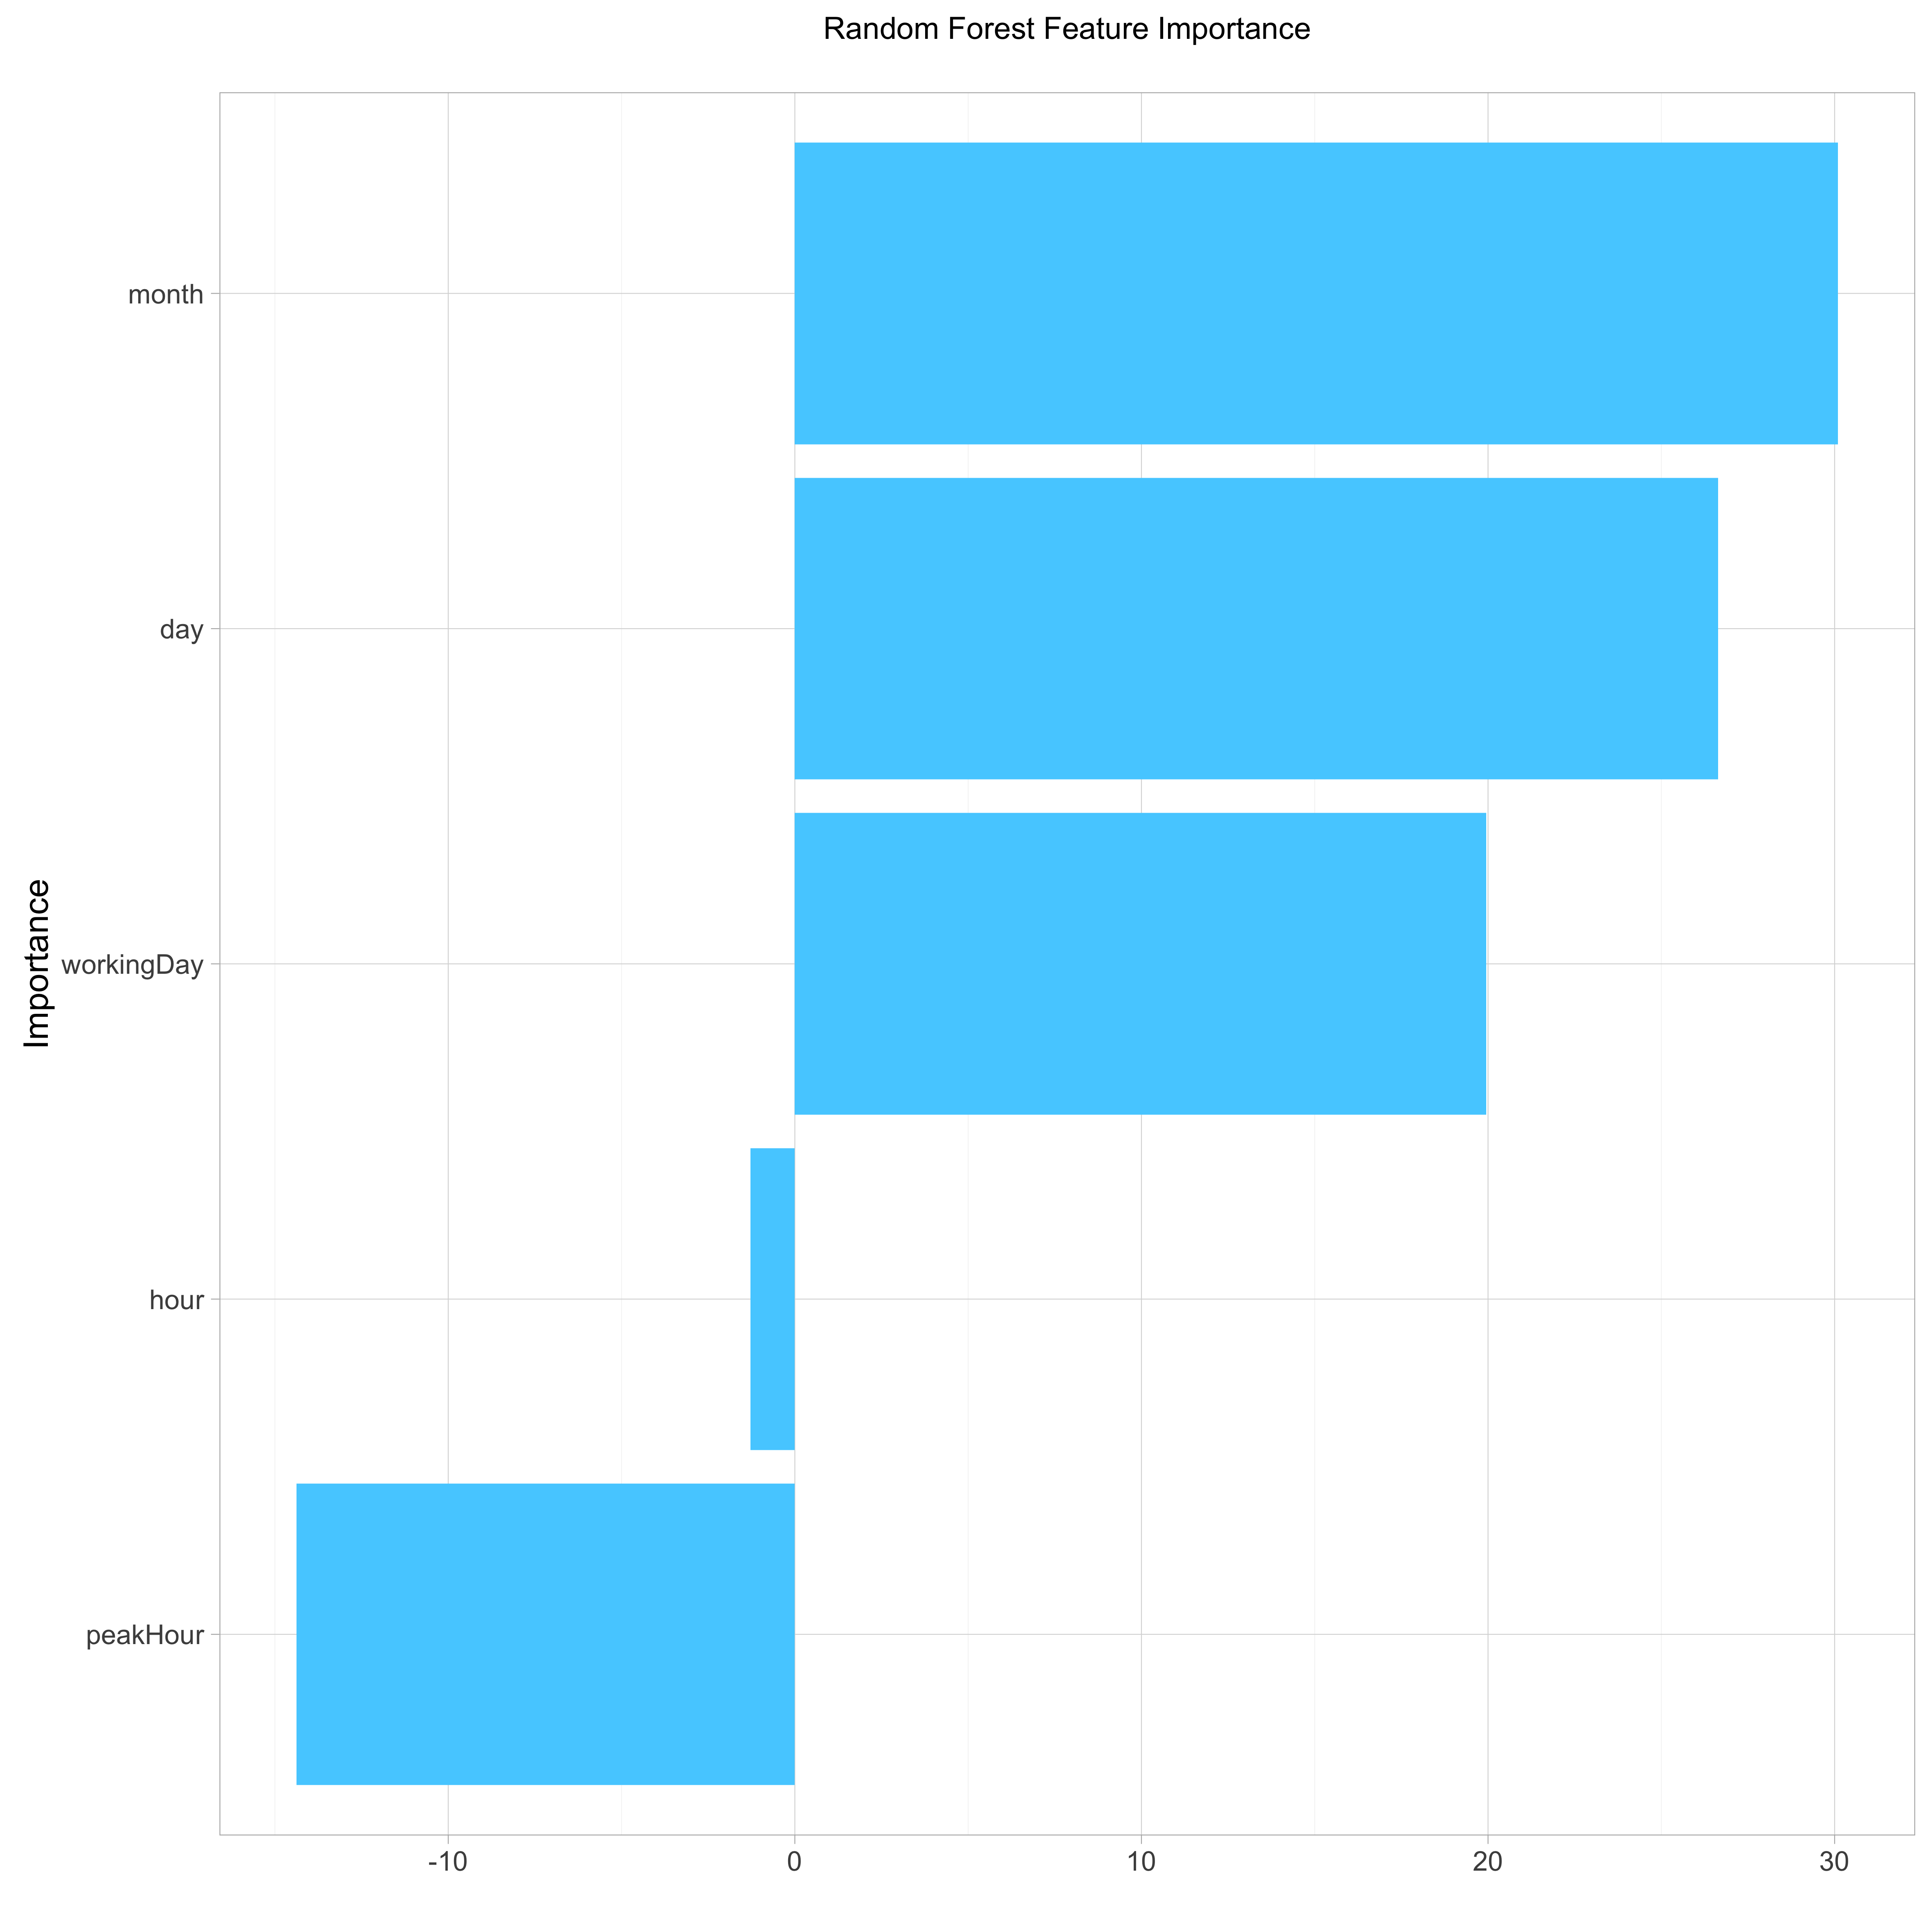 Random Forest Feature Importance
month
day
workingDay
hour
peakHour
Importance
-10 0 10 20 30